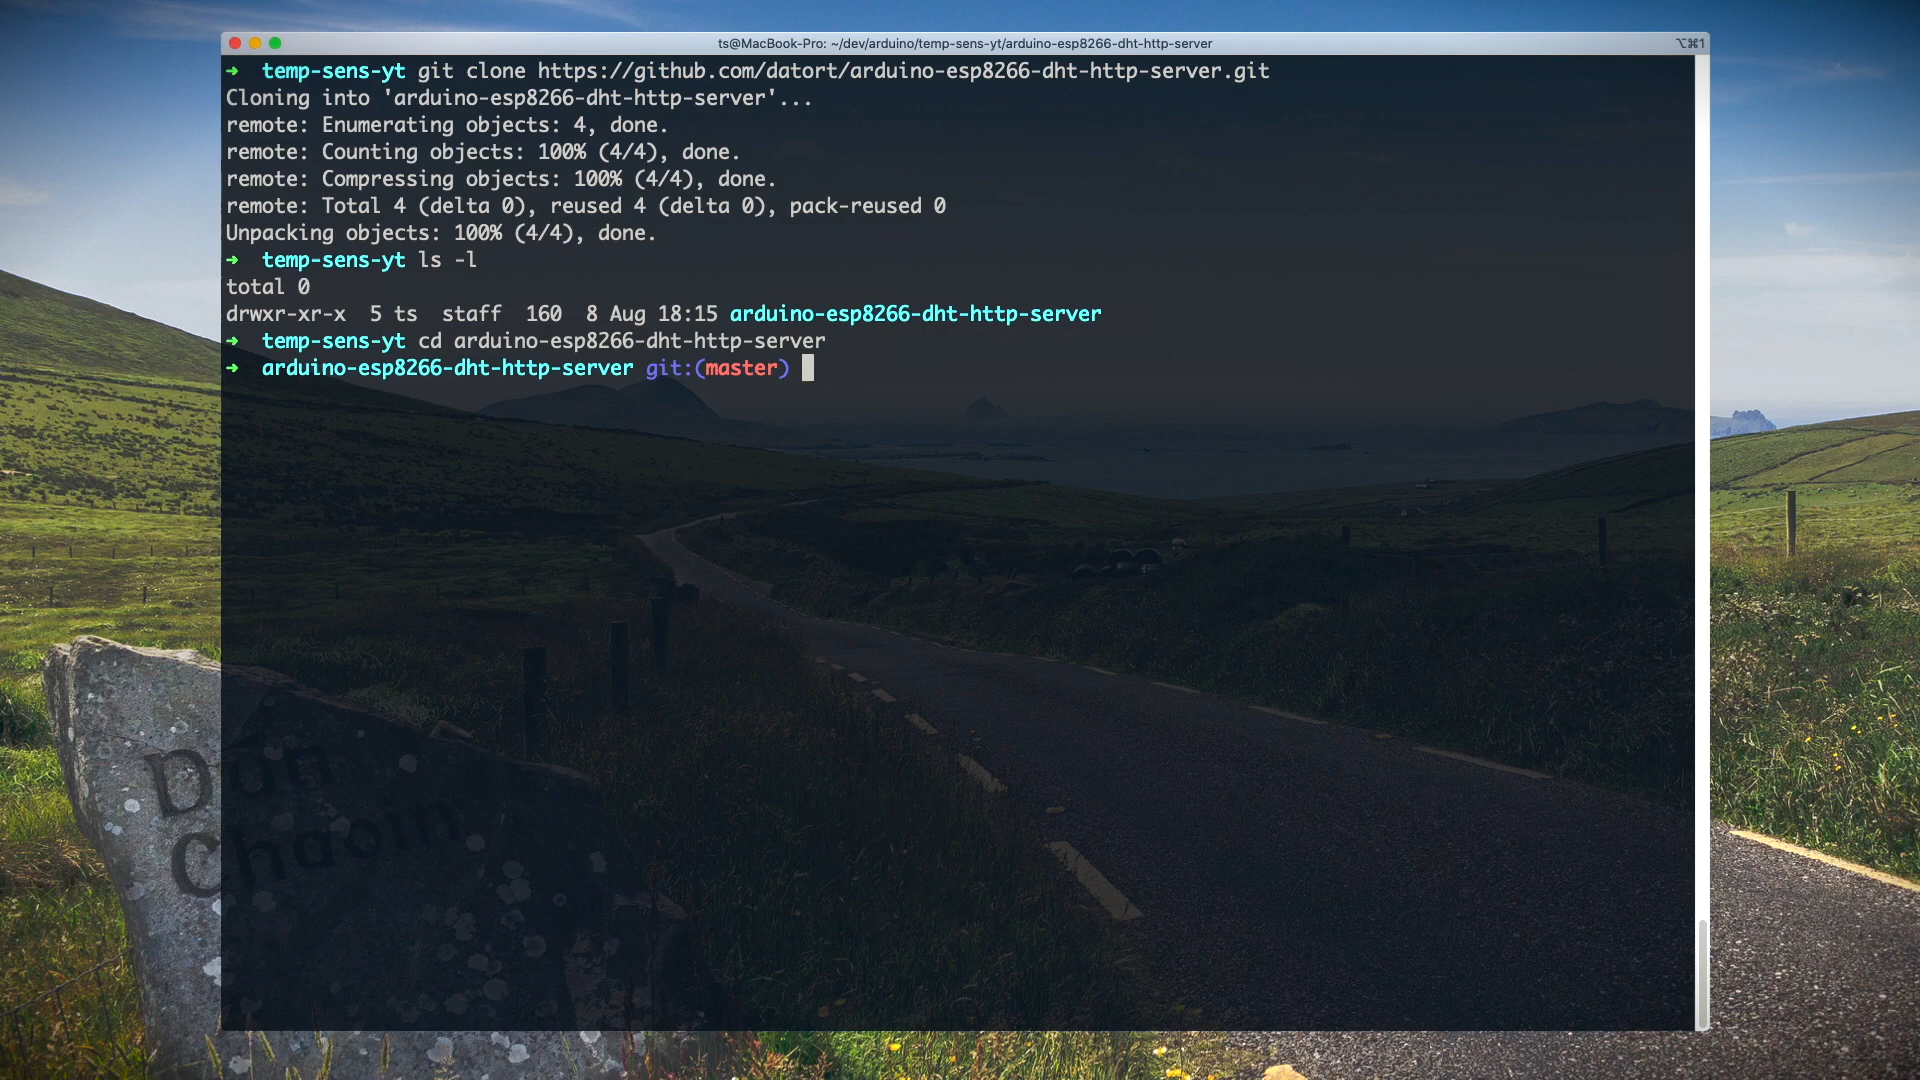 ts@MacBook-Pro: ~/dev/arduino/temp-sens-yt/arduino-esp8266-dht-http-server
⌥⌘1
➜ temp-sens-yt git clone https://github.com/datort/arduino-esp8266-dht-http-server.git
Cloning into 'arduino-esp8266-dht-http-server'...
remote: Enumerating objects: 4, done.
remote: Counting objects: 100% (4/4), done.
remote: Compressing objects: 100% (4/4), done.
remote: Total 4 (delta 0), reused 4 (delta 0), pack-reused 0
Unpacking objects: 100% (4/4), done.
➜ temp-sens-yt ls -l
total 0
drwxr-xr-x 5 ts staff 160 8 Aug 18:15 arduino-esp8266-dht-http-server
➜ temp-sens-yt cd arduino-esp8266-dht-http-server
➜ arduino-esp8266-dht-http-server git:(master)
Dún
Chaoin